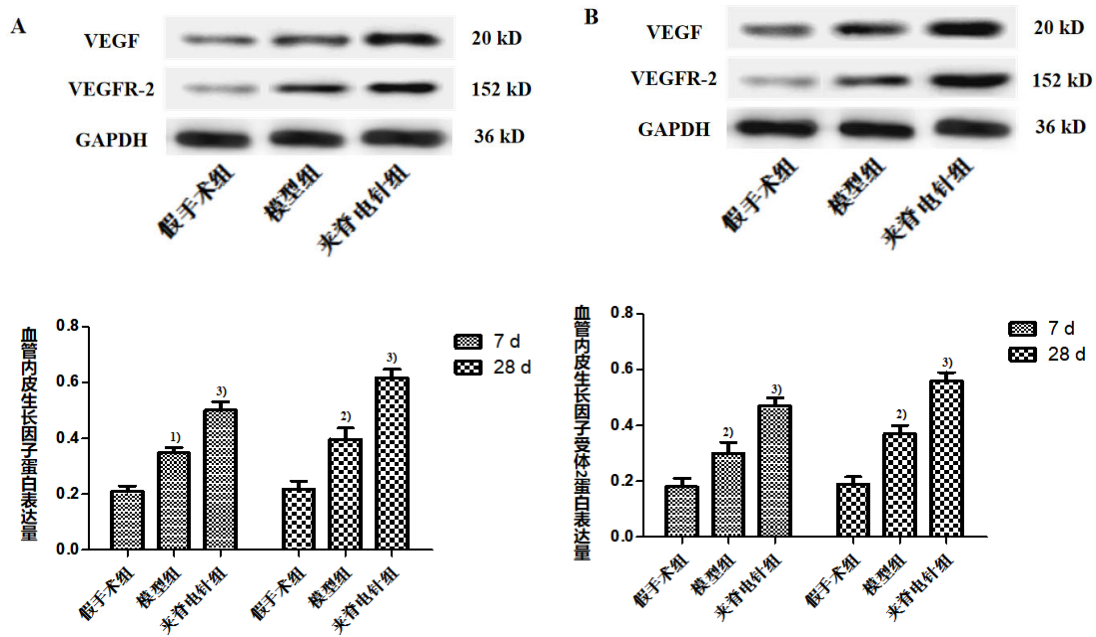 A
VEGF 20 kD
VEGFR-2 152 kD
GAPDH 36 kD
假手术组 模型组 夹脊电针组
B
VEGF 20 kD
VEGFR-2 152 kD
GAPDH 36 kD
假手术组 模型组 夹脊电针组
血管内皮生长因子蛋白表达量
0.8
0.6
0.4
0.2
0.0
7 d
28 d
1)
3)
2)
3)
假手术组 模型组 夹脊电针组 假手术组 模型组 夹脊电针组
血管内皮生长因子受体2蛋白表达量
0.8
0.6
0.4
0.2
0.0
7 d
28 d
2)
3)
2)
3)
假手术组 模型组 夹脊电针组 假手术组 模型组 夹脊电针组